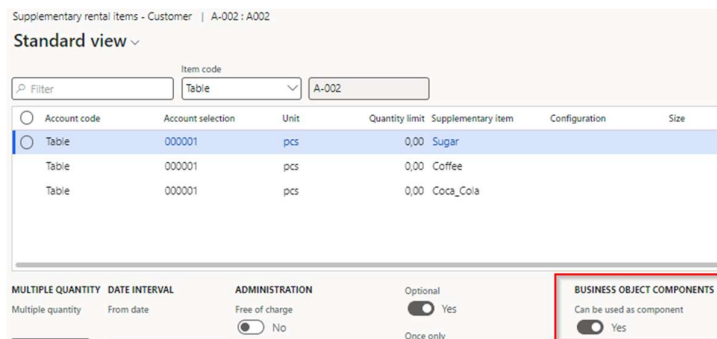 Supplementary rental items - Customer | A-002 : A002
Standard view
Item code
Filter Table A-002
Account code Account selection Unit Quantity limit Supplementary item Configuration Size
Table 000001 pcs 0,00 Sugar
Table 000001 pcs 0,00 Coffee
Table 000001 pcs 0,00 Coca_Cola
MULTIPLE QUANTITY DATE INTERVAL ADMINISTRATION Optional BUSINESS OBJECT COMPONENTS
Multiple quantity From date Free of charge Yes Can be used as component
No Yes
Once only